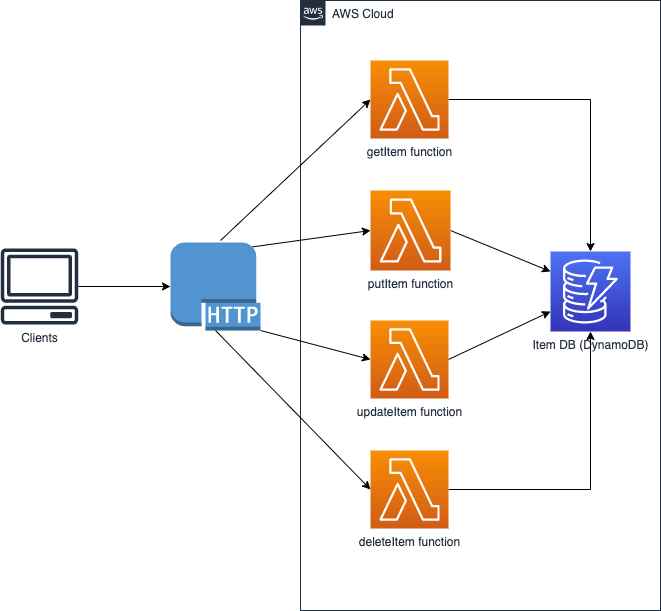 aws
AWS Cloud
getItem function
putItem function
HTTP
Clients
Item DB (DynamoDB)
updateItem function
deleteItem function